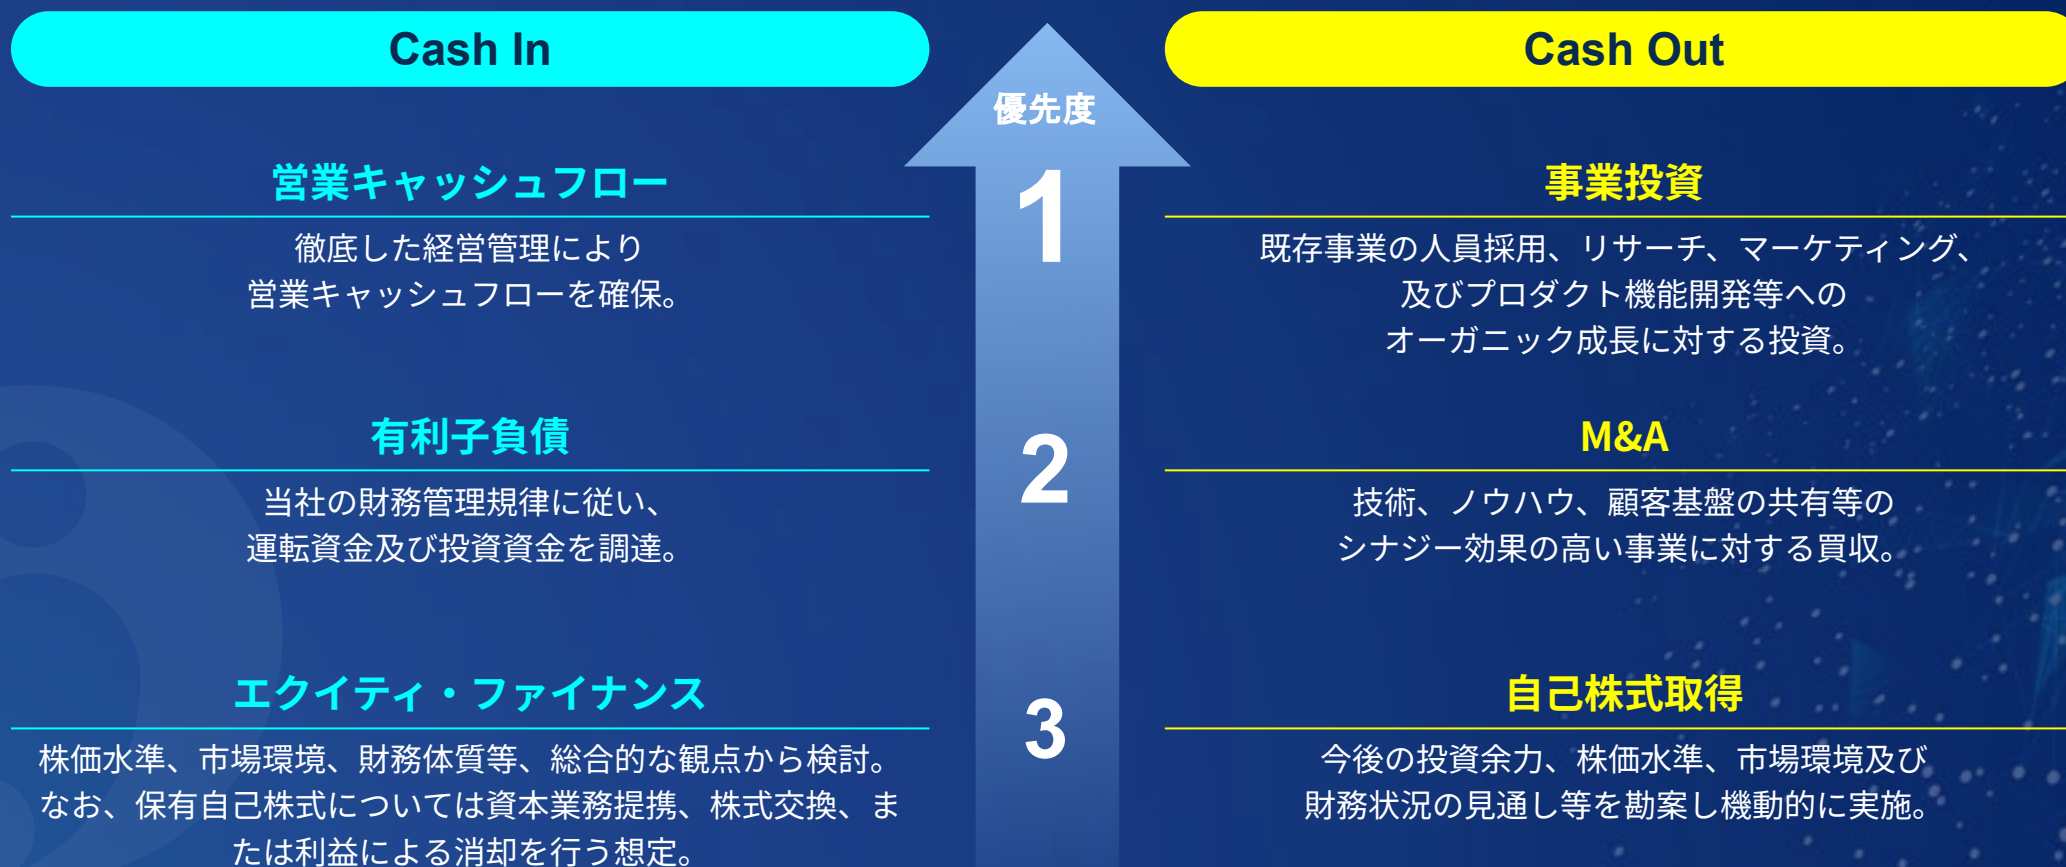 Cash In
優先度
Cash Out
営業キャッシュフロー
徹底した経営管理により
営業キャッシュフローを確保。
1
事業投資
既存事業の人員採用、リサーチ、マーケティング、
及びプロダクト機能開発等への
オーガニック成長に対する投資。
有利子負債
当社の財務管理規律に従い、
運転資金及び投資資金を調達。
2
M&A
技術、ノウハウ、顧客基盤の共有等の
シナジー効果の高い事業に対する買収。
エクイティ・ファイナンス
株価水準、市場環境、財務体質等、総合的な観点から検討。
なお、保有自己株式については資本業務提携、株式交換、ま
たは利益による消却を行う想定。
3
自己株式取得
今後の投資余力、株価水準、市場環境及び
財務状況の見通し等を勘案し機動的に実施。